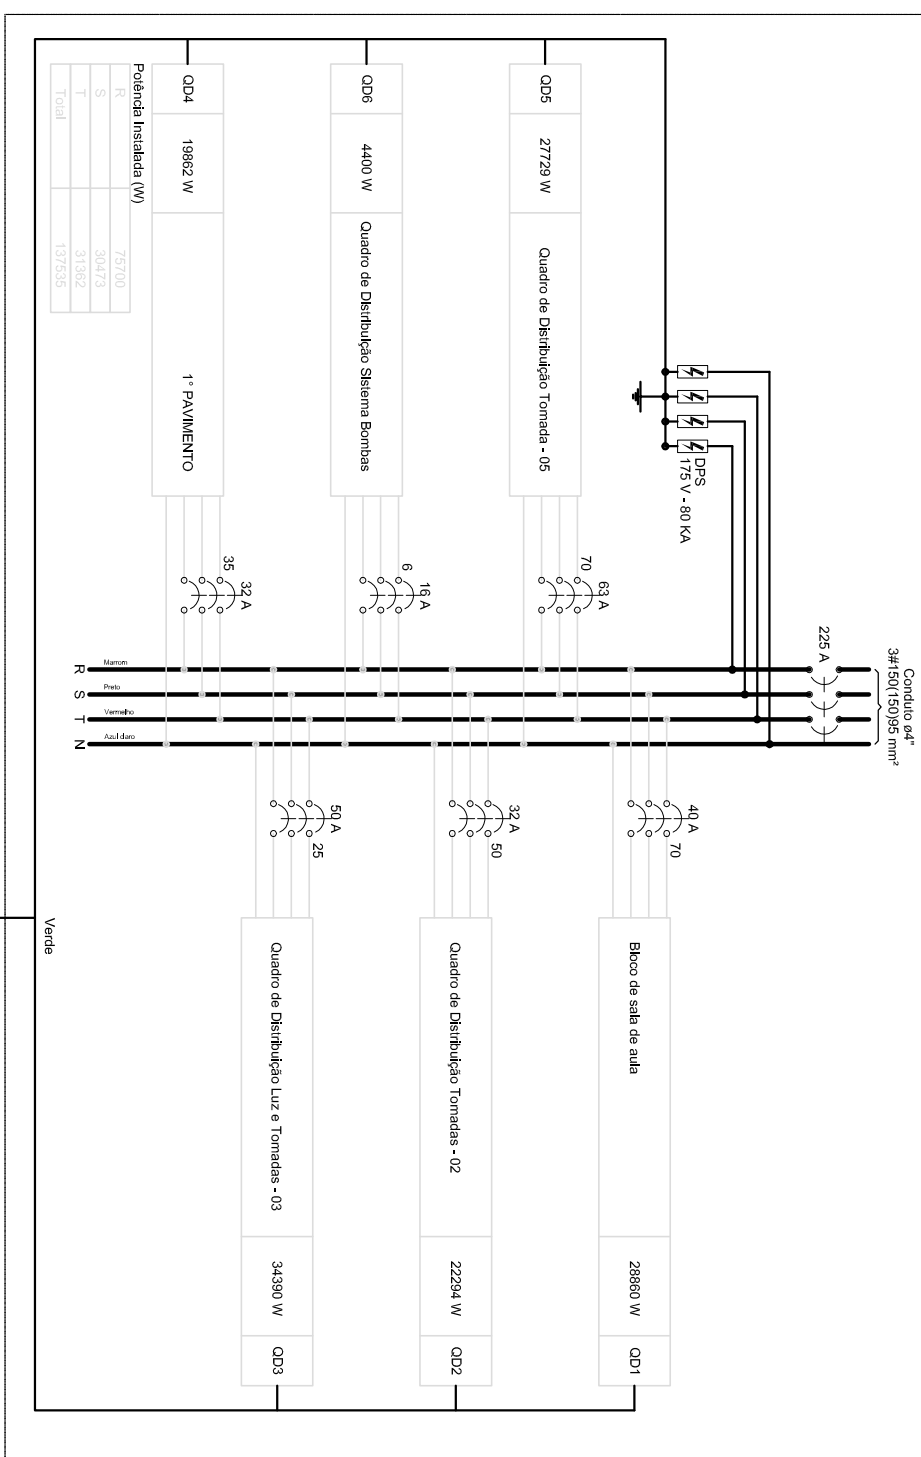 Conduto ø4"
3#150(150)95 mm²
225 A
DPS
175 V - 80 KA
QD5
27729 W
Quadro de Distribuição Tomada - 05
70
63 A
QD6
4400 W
Quadro de Distribuição Sistema Bombas
6
16 A
QD4
19862 W
1° PAVIMENTO
35
32 A
Potência Instalada (W)
R 75700
S 30473
T 31362
Total 137535
R Marrom
S Preto
T Vermelho
N Azul claro
40 A
70
Bloco de sala de aula
28860 W
QD1
32 A
50
Quadro de Distribuição Tomadas - 02
22294 W
QD2
50 A
25
Quadro de Distribuição Luz e Tomadas - 03
34390 W
QD3
Verde